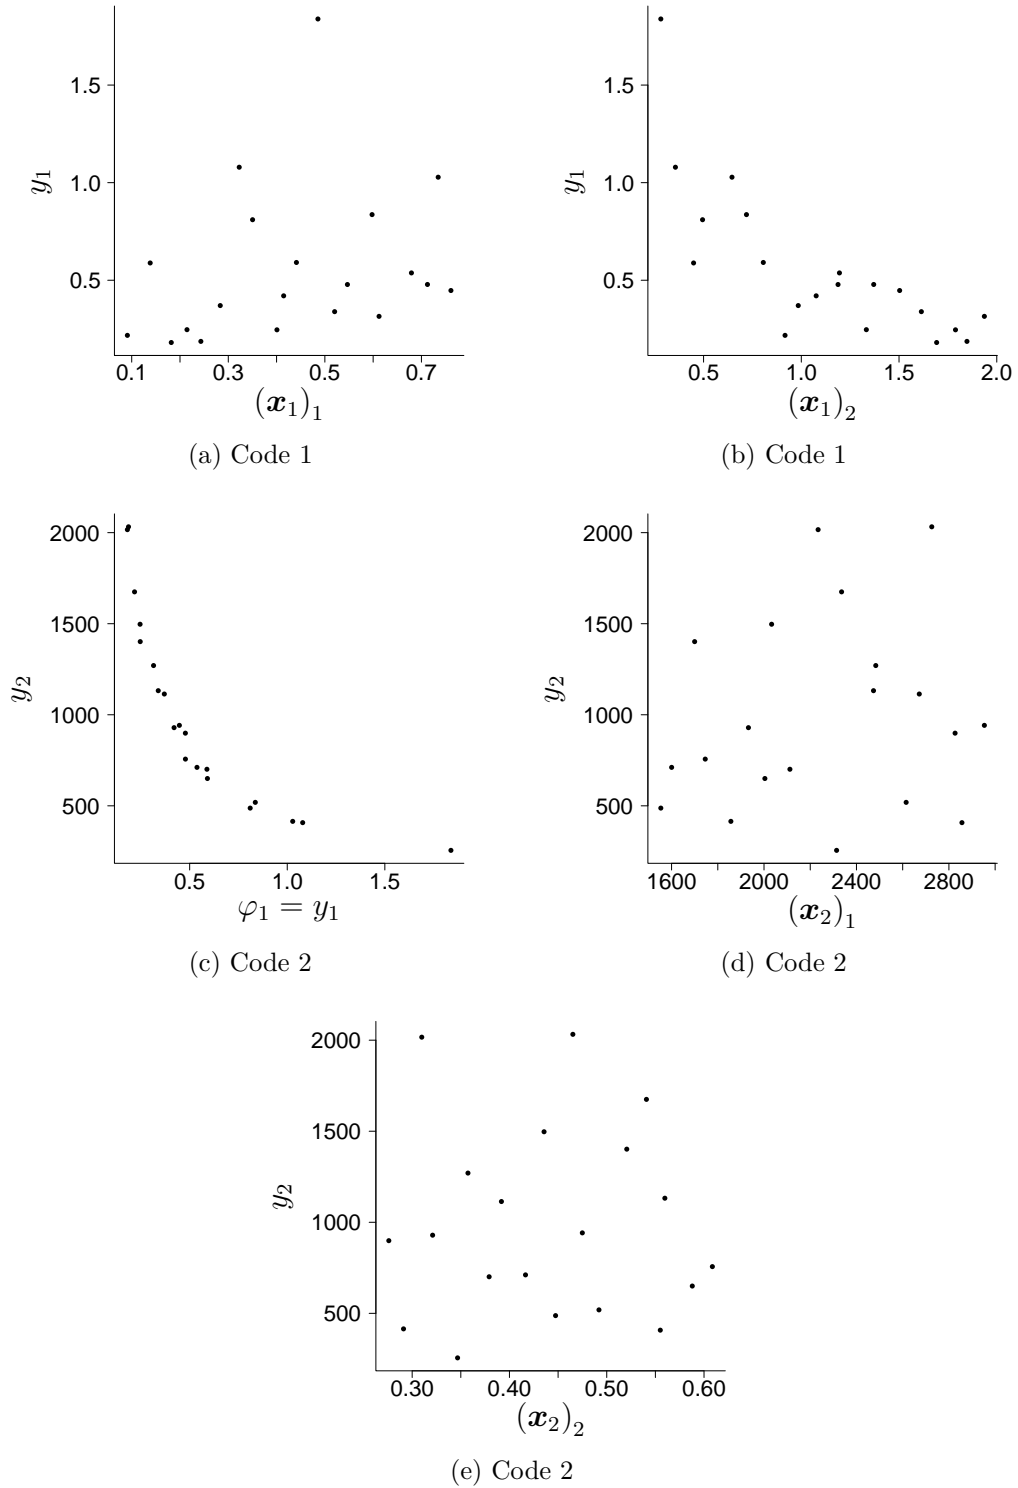 1.5
1.0
0.5
y₁
0.1 0.3 0.5 0.7
(𝒙₁)₁
(a) Code 1
1.5
1.0
0.5
y₁
0.5 1.0 1.5 2.0
(𝒙₁)₂
(b) Code 1
2000
1500
1000
500
y₂
0.5 1.0 1.5
φ₁ = y₁
(c) Code 2
2000
1500
1000
500
y₂
1600 2000 2400 2800
(𝒙₂)₁
(d) Code 2
2000
1500
1000
500
y₂
0.30 0.40 0.50 0.60
(𝒙₂)₂
(e) Code 2